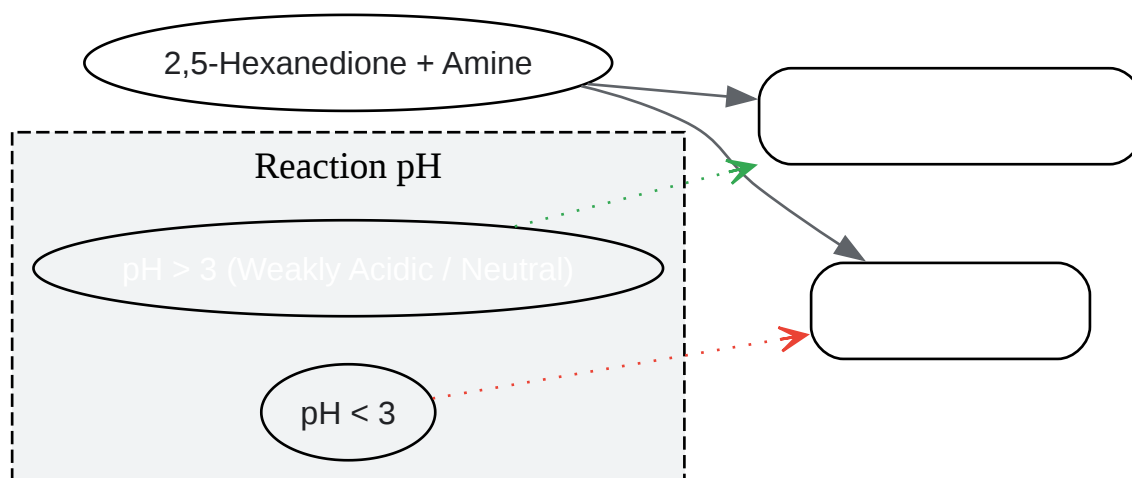 2,5-Hexanedione + Amine
Reaction pH
pH > 3 (Weakly Acidic / Neutral)
pH < 3